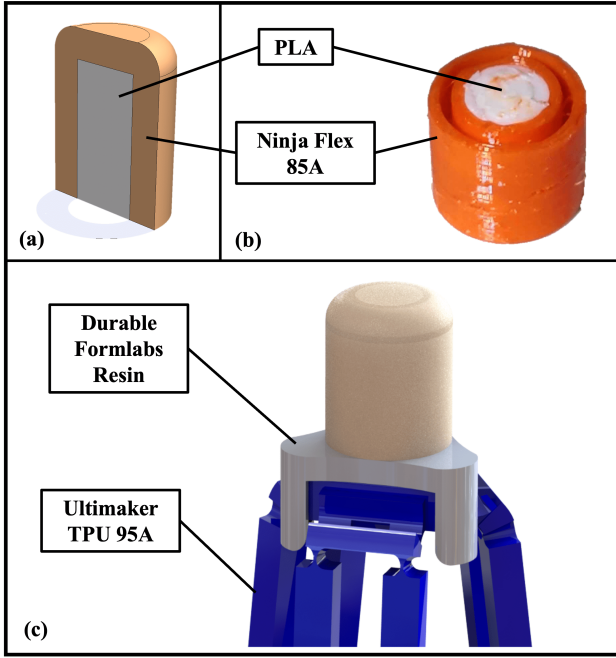 (a)
PLA
Ninja Flex
85A
(b)
Durable
Formlabs
Resin
Ultimaker
TPU 95A
(c)